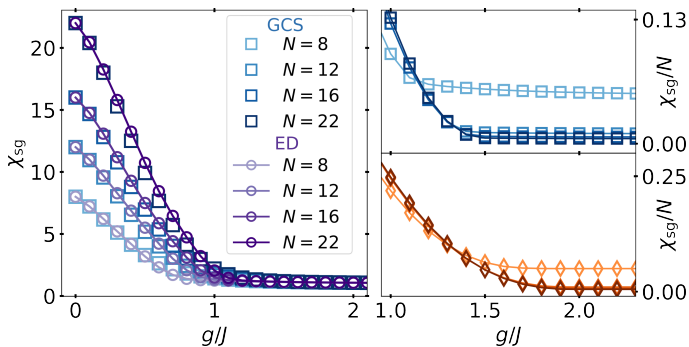 GCS
N = 8
N = 12
N = 16
N = 22
ED
N = 8
N = 12
N = 16
N = 22
20
15
10
5
0
χsg
0
1
2
g/J
0.13
0.00
χsg/N
0.25
0.00
χsg/N
1.0
1.5
2.0
g/J